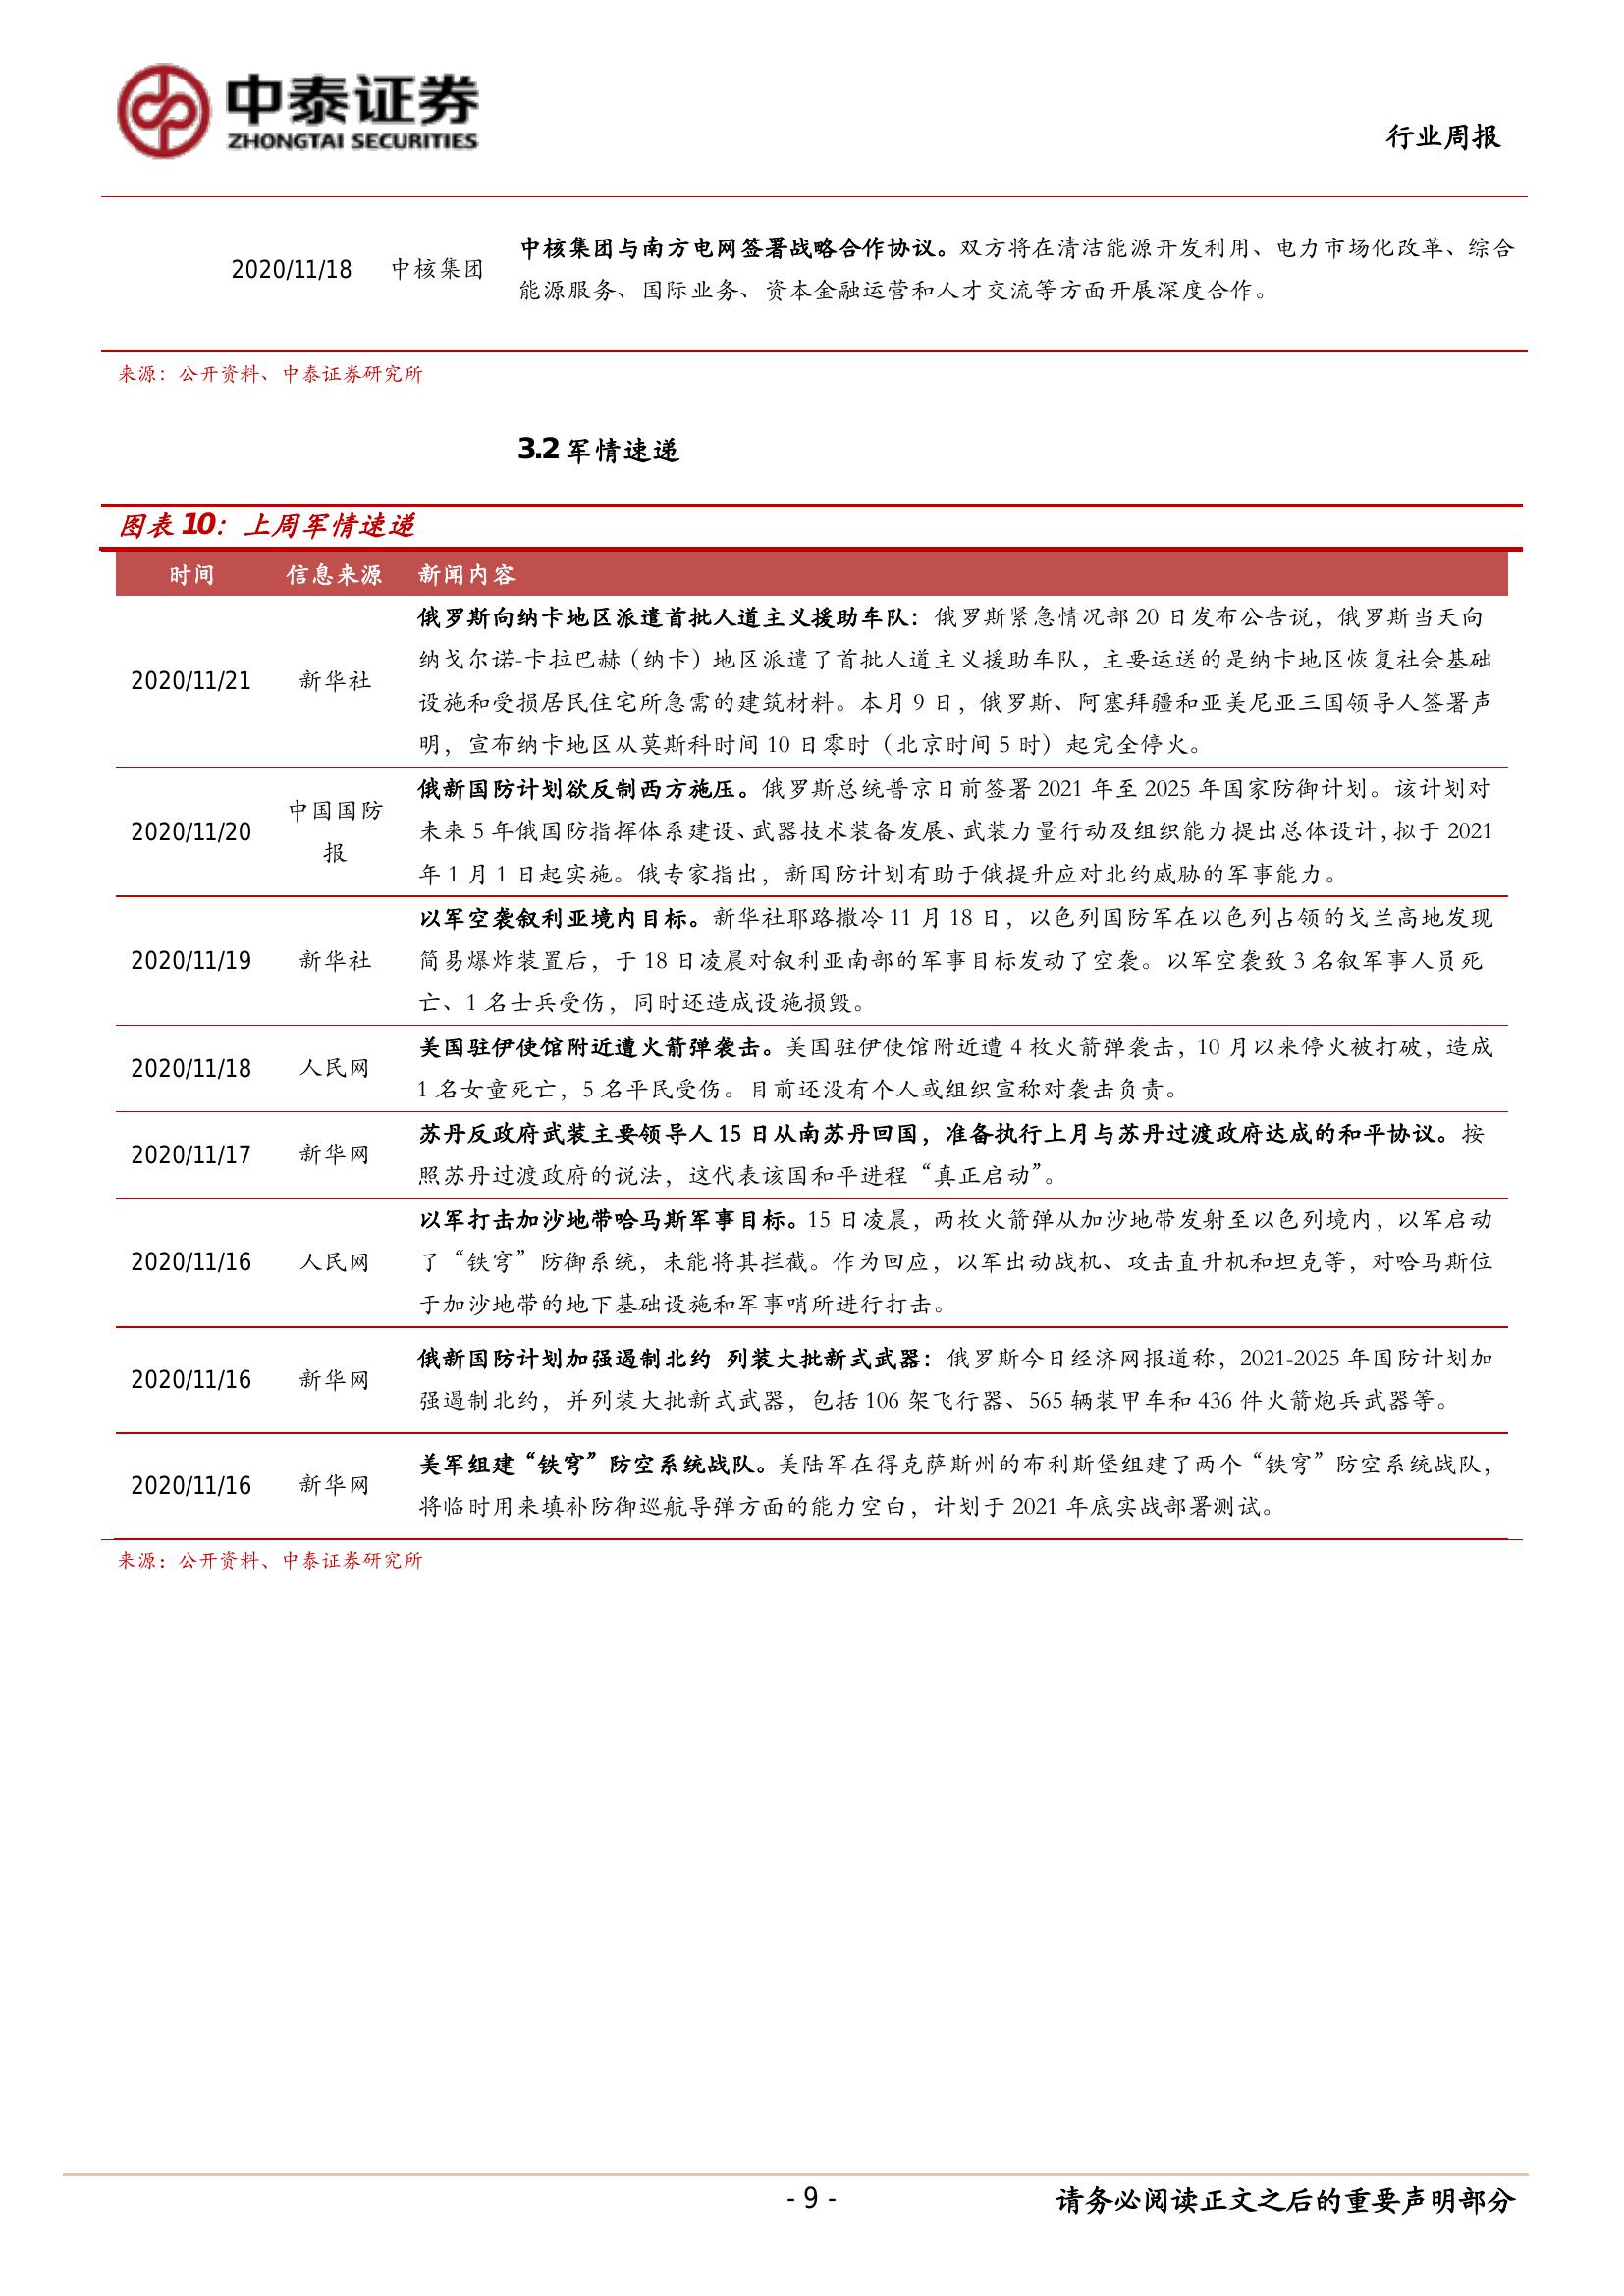 中泰证券
ZHONGTAI SECURITIES
行业周报
2020/11/18 中核集团 中核集团与南方电网签署战略合作协议。双方将在清洁能源开发利用、电力市场化改革、综合
能源服务、国际业务、资本金融运营和人才交流等方面开展深度合作。
来源：公开资料、中泰证券研究所
3.2 军情速递
图表 10：上周军情速递
时间 信息来源 新闻内容
2020/11/21 新华社 俄罗斯向纳卡地区派遣首批人道主义援助车队：俄罗斯紧急情况部 20 日发布公告说，俄罗斯当天向
纳戈尔诺-卡拉巴赫（纳卡）地区派遣了首批人道主义援助车队，主要运送的是纳卡地区恢复社会基础
设施和受损居民住宅所急需的建筑材料。本月 9 日，俄罗斯、阿塞拜疆和亚美尼亚三国领导人签署声
明，宣布纳卡地区从莫斯科时间 10 日零时（北京时间 5 时）起完全停火。
2020/11/20 中国国防
报
俄新国防计划欲反制西方施压。俄罗斯总统普京日前签署 2021 年至 2025 年国家防御计划。该计划对
未来 5 年俄国防指挥体系建设、武器技术装备发展、武装力量行动及组织能力提出总体设计，拟于 2021
年 1 月 1 日起实施。俄专家指出，新国防计划有助于俄提升应对北约威胁的军事能力。
2020/11/19 新华社 以军空袭叙利亚境内目标。新华社耶路撒冷 11 月 18 日，以色列国防军在以色列占领的戈兰高地发现
简易爆炸装置后，于 18 日凌晨对叙利亚南部的军事目标发动了空袭。以军空袭致 3 名叙军事人员死
亡、1 名士兵受伤，同时还造成设施损毁。
2020/11/18 人民网 美国驻伊使馆附近遭火箭弹袭击。美国驻伊使馆附近遭 4 枚火箭弹袭击，10 月以来停火被打破，造成
1 名女童死亡，5 名平民受伤。目前还没有个人或组织宣称对袭击负责。
2020/11/17 新华网 苏丹反政府武装主要领导人 15 日从南苏丹回国，准备执行上月与苏丹过渡政府达成的和平协议。按
照苏丹过渡政府的说法，这代表该国和平进程“真正启动”。
2020/11/16 人民网 以军打击加沙地带哈马斯军事目标。15 日凌晨，两枚火箭弹从加沙地带发射至以色列境内，以军启动
了“铁穹”防御系统，未能将其拦截。作为回应，以军出动战机、攻击直升机和坦克等，对哈马斯位
于加沙地带的地下基础设施和军事哨所进行打击。
2020/11/16 新华网 俄新国防计划加强遏制北约 列装大批新式武器：俄罗斯今日经济网报道称，2021-2025 年国防计划加
强遏制北约，并列装大批新式武器，包括 106 架飞行器、565 辆装甲车和 436 件火箭炮兵武器等。
2020/11/16 新华网 美军组建“铁穹”防空系统战队。美陆军在得克萨斯州的布利斯堡组建了两个“铁穹”防空系统战队，
将临时用来填补防御巡航导弹方面的能力空白，计划于 2021 年底实战部署测试。
来源：公开资料、中泰证券研究所
- 9 -
请务必阅读正文之后的重要声明部分